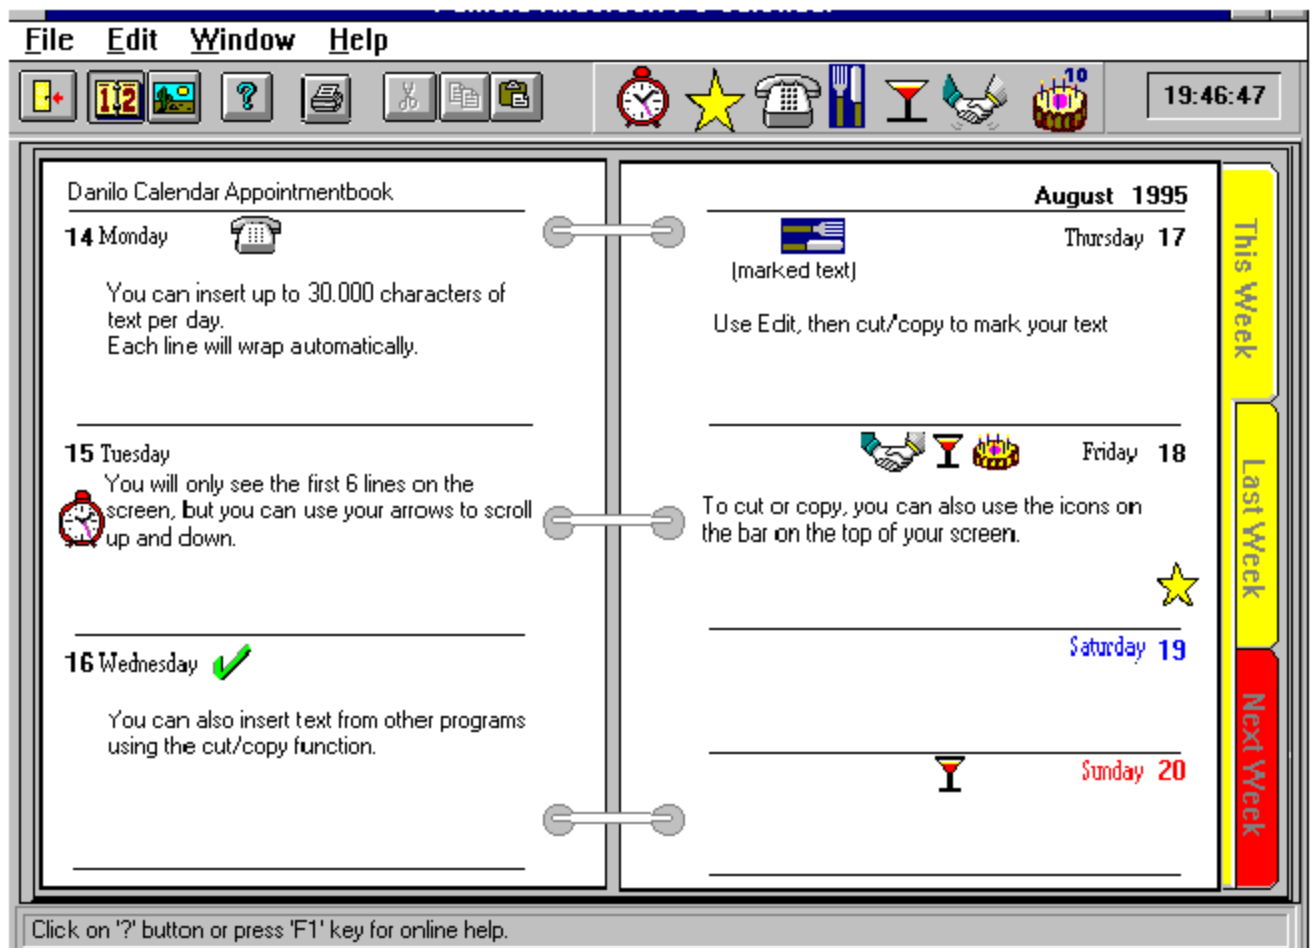 File Edit Window Help
12
?
10
19:46:47
Danilo Calendar Appointmentbook
14 Monday
You can insert up to 30.000 characters of
text per day.
Each line will wrap automatically.
15 Tuesday
You will only see the first 6 lines on the
screen, but you can use your arrows to scroll
up and down.
16 Wednesday
You can also insert text from other programs
using the cut/copy function.
August 1995
Thursday 17
(marked text)
Use Edit, then cut/copy to mark your text
Friday 18
To cut or copy, you can also use the icons on
the bar on the top of your screen.
Saturday 19
Sunday 20
This Week
Last Week
Next Week
Click on '?' button or press 'F1' key for online help.